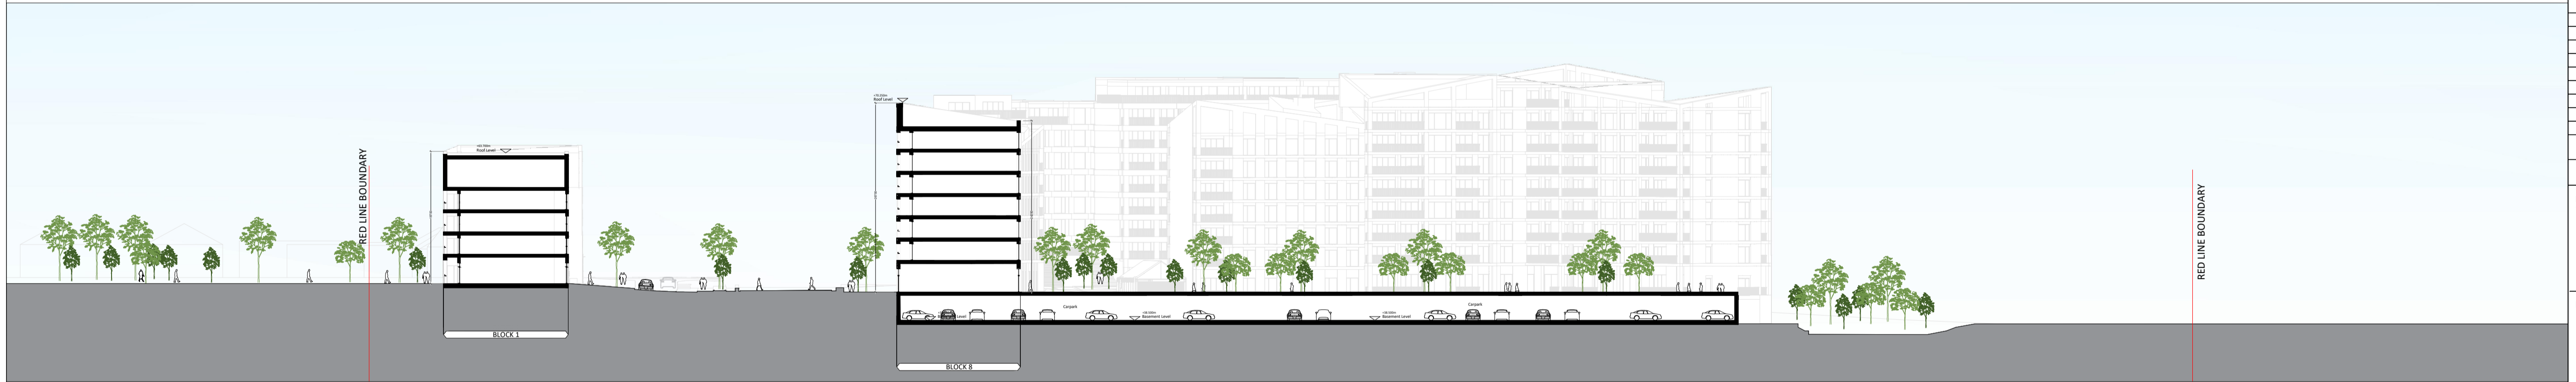 RED LINE BOUNDARY
Roof Level
BLOCK 1
Roof Level
Carpark
Level
Basement Level
Carpark
Basement Level
BLOCK 8
RED LINE BOUNDARY